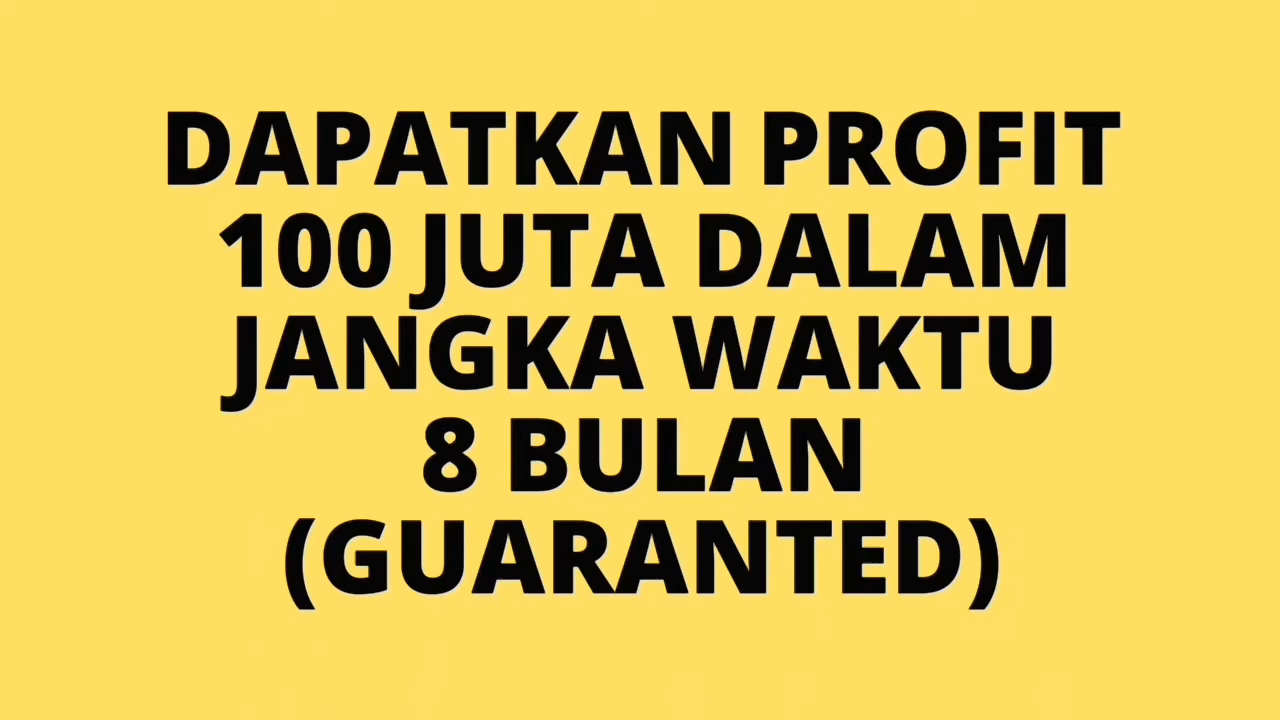 DAPATKAN PROFIT
100 JUTA DALAM
JANGKA WAKTU
8 BULAN
(GUARANTED)